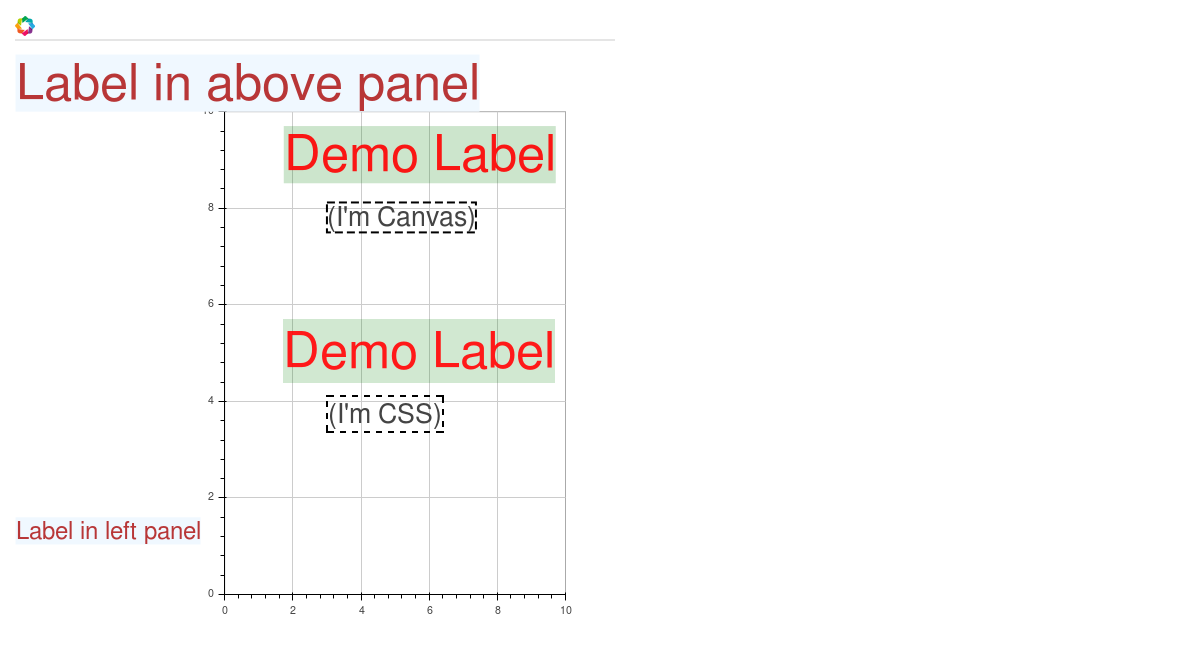 Label in above panel
Demo Label
8
(I'm Canvas)
6
Demo Label
4
(I'm CSS)
2
Label in left panel
0
0 2 4 6 8 10